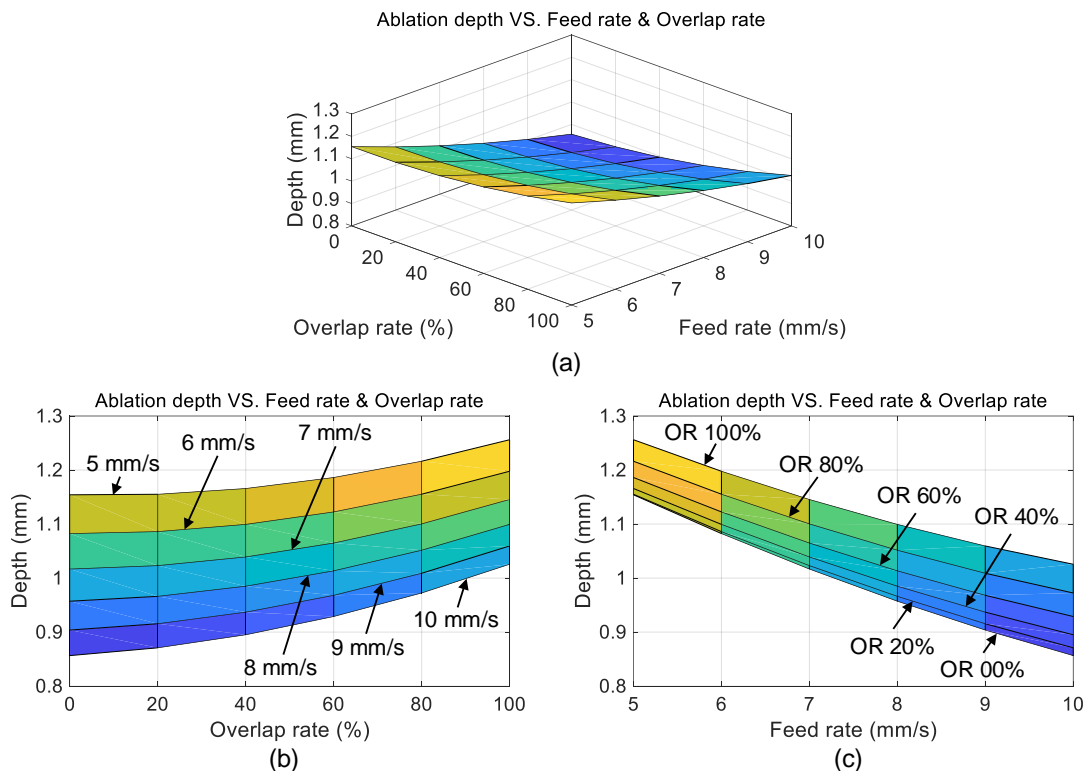 Ablation depth VS. Feed rate & Overlap rate
1.3
1.2
1.1
1
0.9
0.8
Depth (mm)
0
20
40
60
80
100
5
6
7
8
9
10
Overlap rate (%)
Feed rate (mm/s)
(a)
Ablation depth VS. Feed rate & Overlap rate
1.3
1.2
1.1
1
0.9
0.8
Depth (mm)
5 mm/s
6 mm/s
7 mm/s
8 mm/s
9 mm/s
10 mm/s
0
20
40
60
80
100
Overlap rate (%)
(b)
Ablation depth VS. Feed rate & Overlap rate
1.3
1.2
1.1
1
0.9
0.8
Depth (mm)
OR 100%
OR 80%
OR 60%
OR 40%
OR 20%
OR 00%
5
6
7
8
9
10
Feed rate (mm/s)
(c)